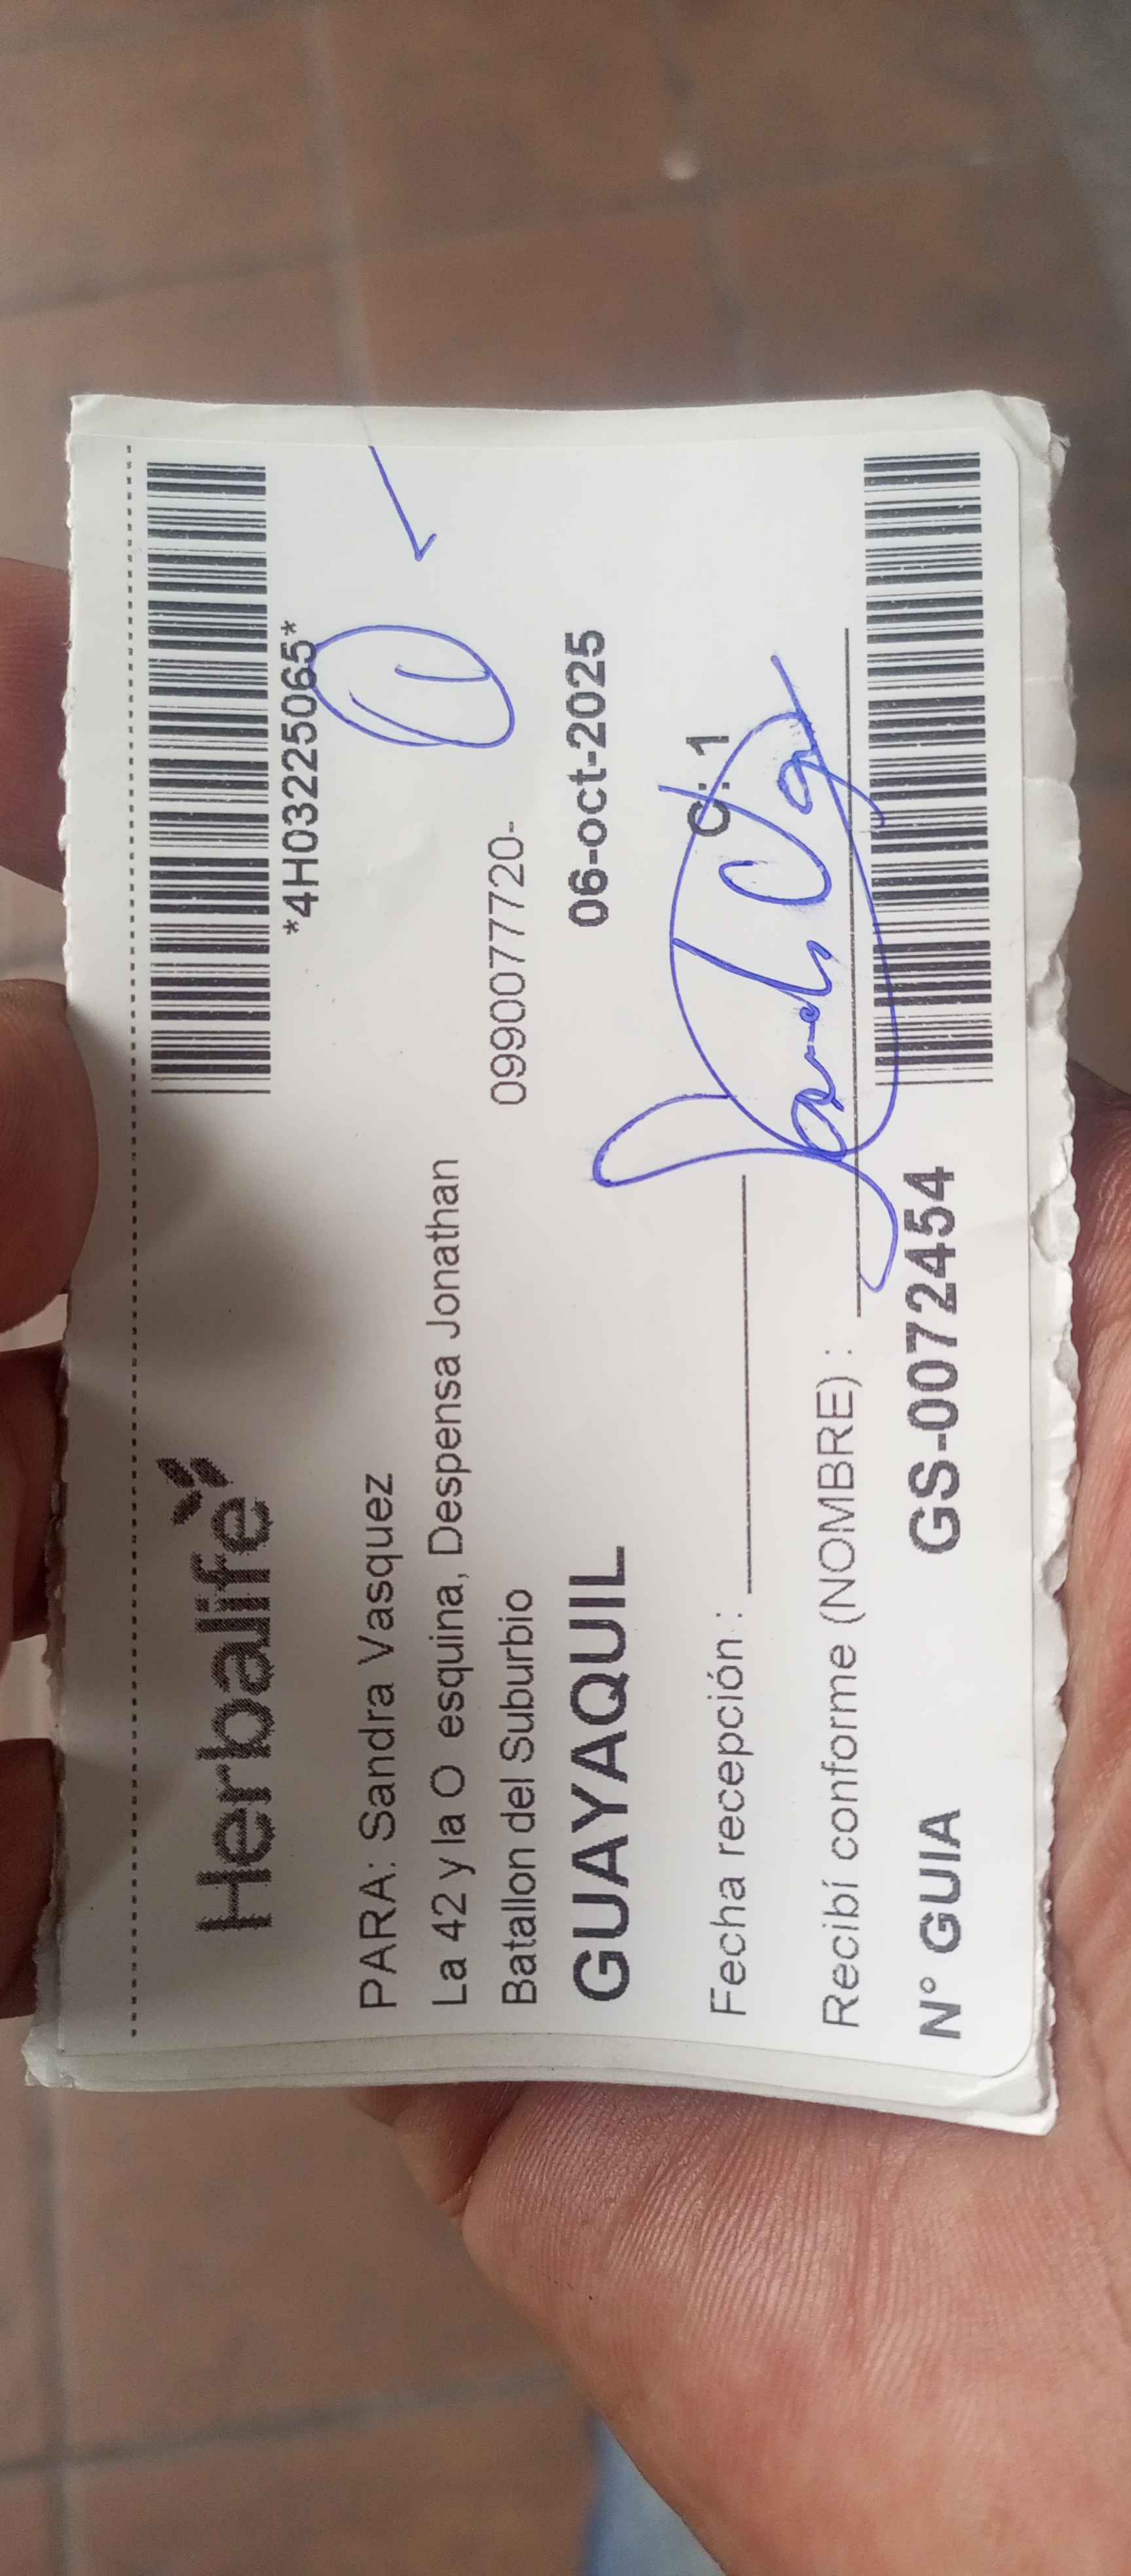 Herbalife
*4H03225065*
PARA: Sandra Vasquez
La 42 y la O esquina, Despensa Jonathan
Batallon del Suburbio 0990077720-
GUAYAQUIL 06-oct-2025
Fecha recepción : C: 1
Recibí conforme (NOMBRE) :
N° GUIA GS-0072454